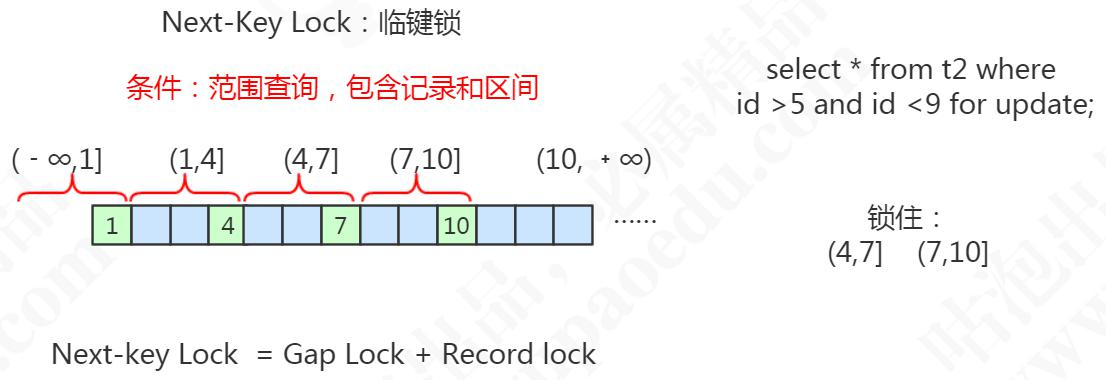 Next-Key Lock：临键锁
条件：范围查询，包含记录和区间
select * from t2 where
id >5 and id <9 for update;
(－∞,1] (1,4] (4,7] (7,10] (10, ＋∞)
1 4 7 10 ……
锁住：
(4,7] (7,10]
Next-key Lock = Gap Lock + Record lock